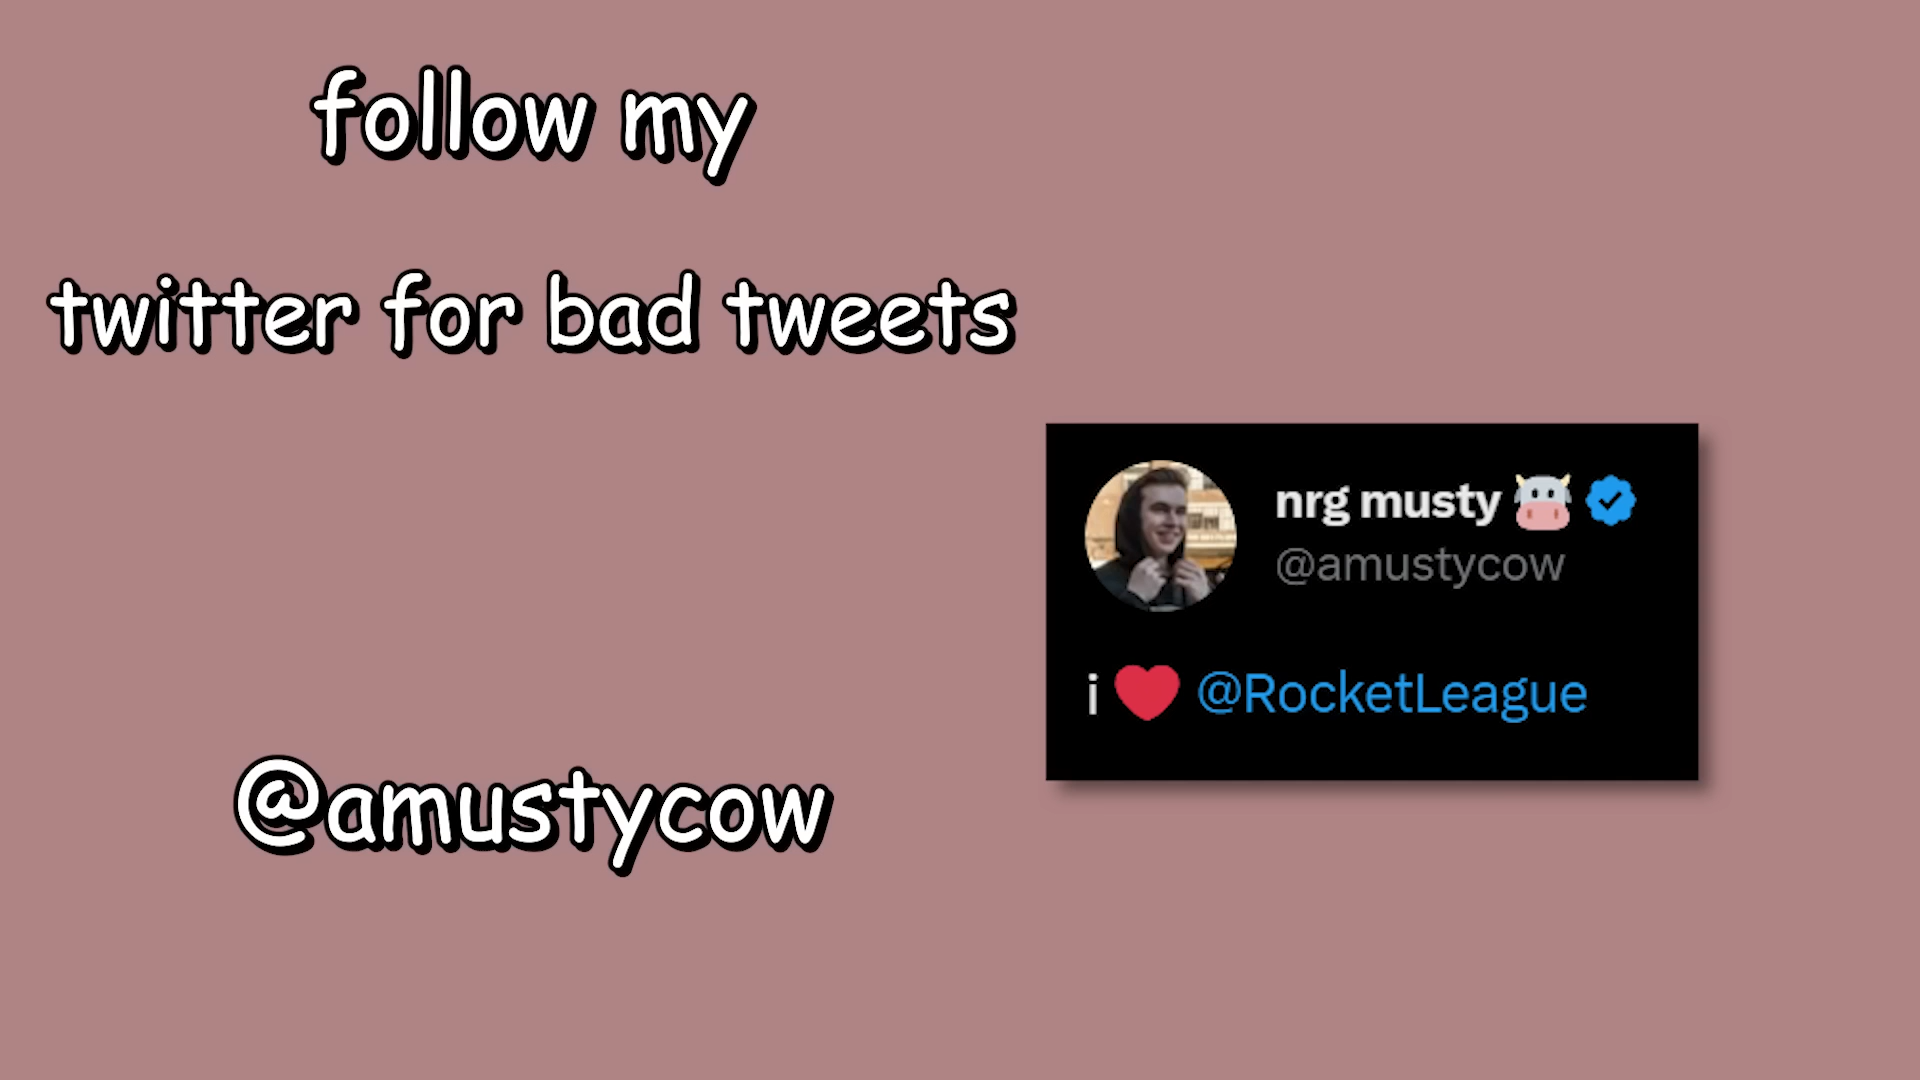 follow my
twitter for bad tweets
nrg musty 🐮
@amustycow
i ❤️ @RocketLeague
@amustycow